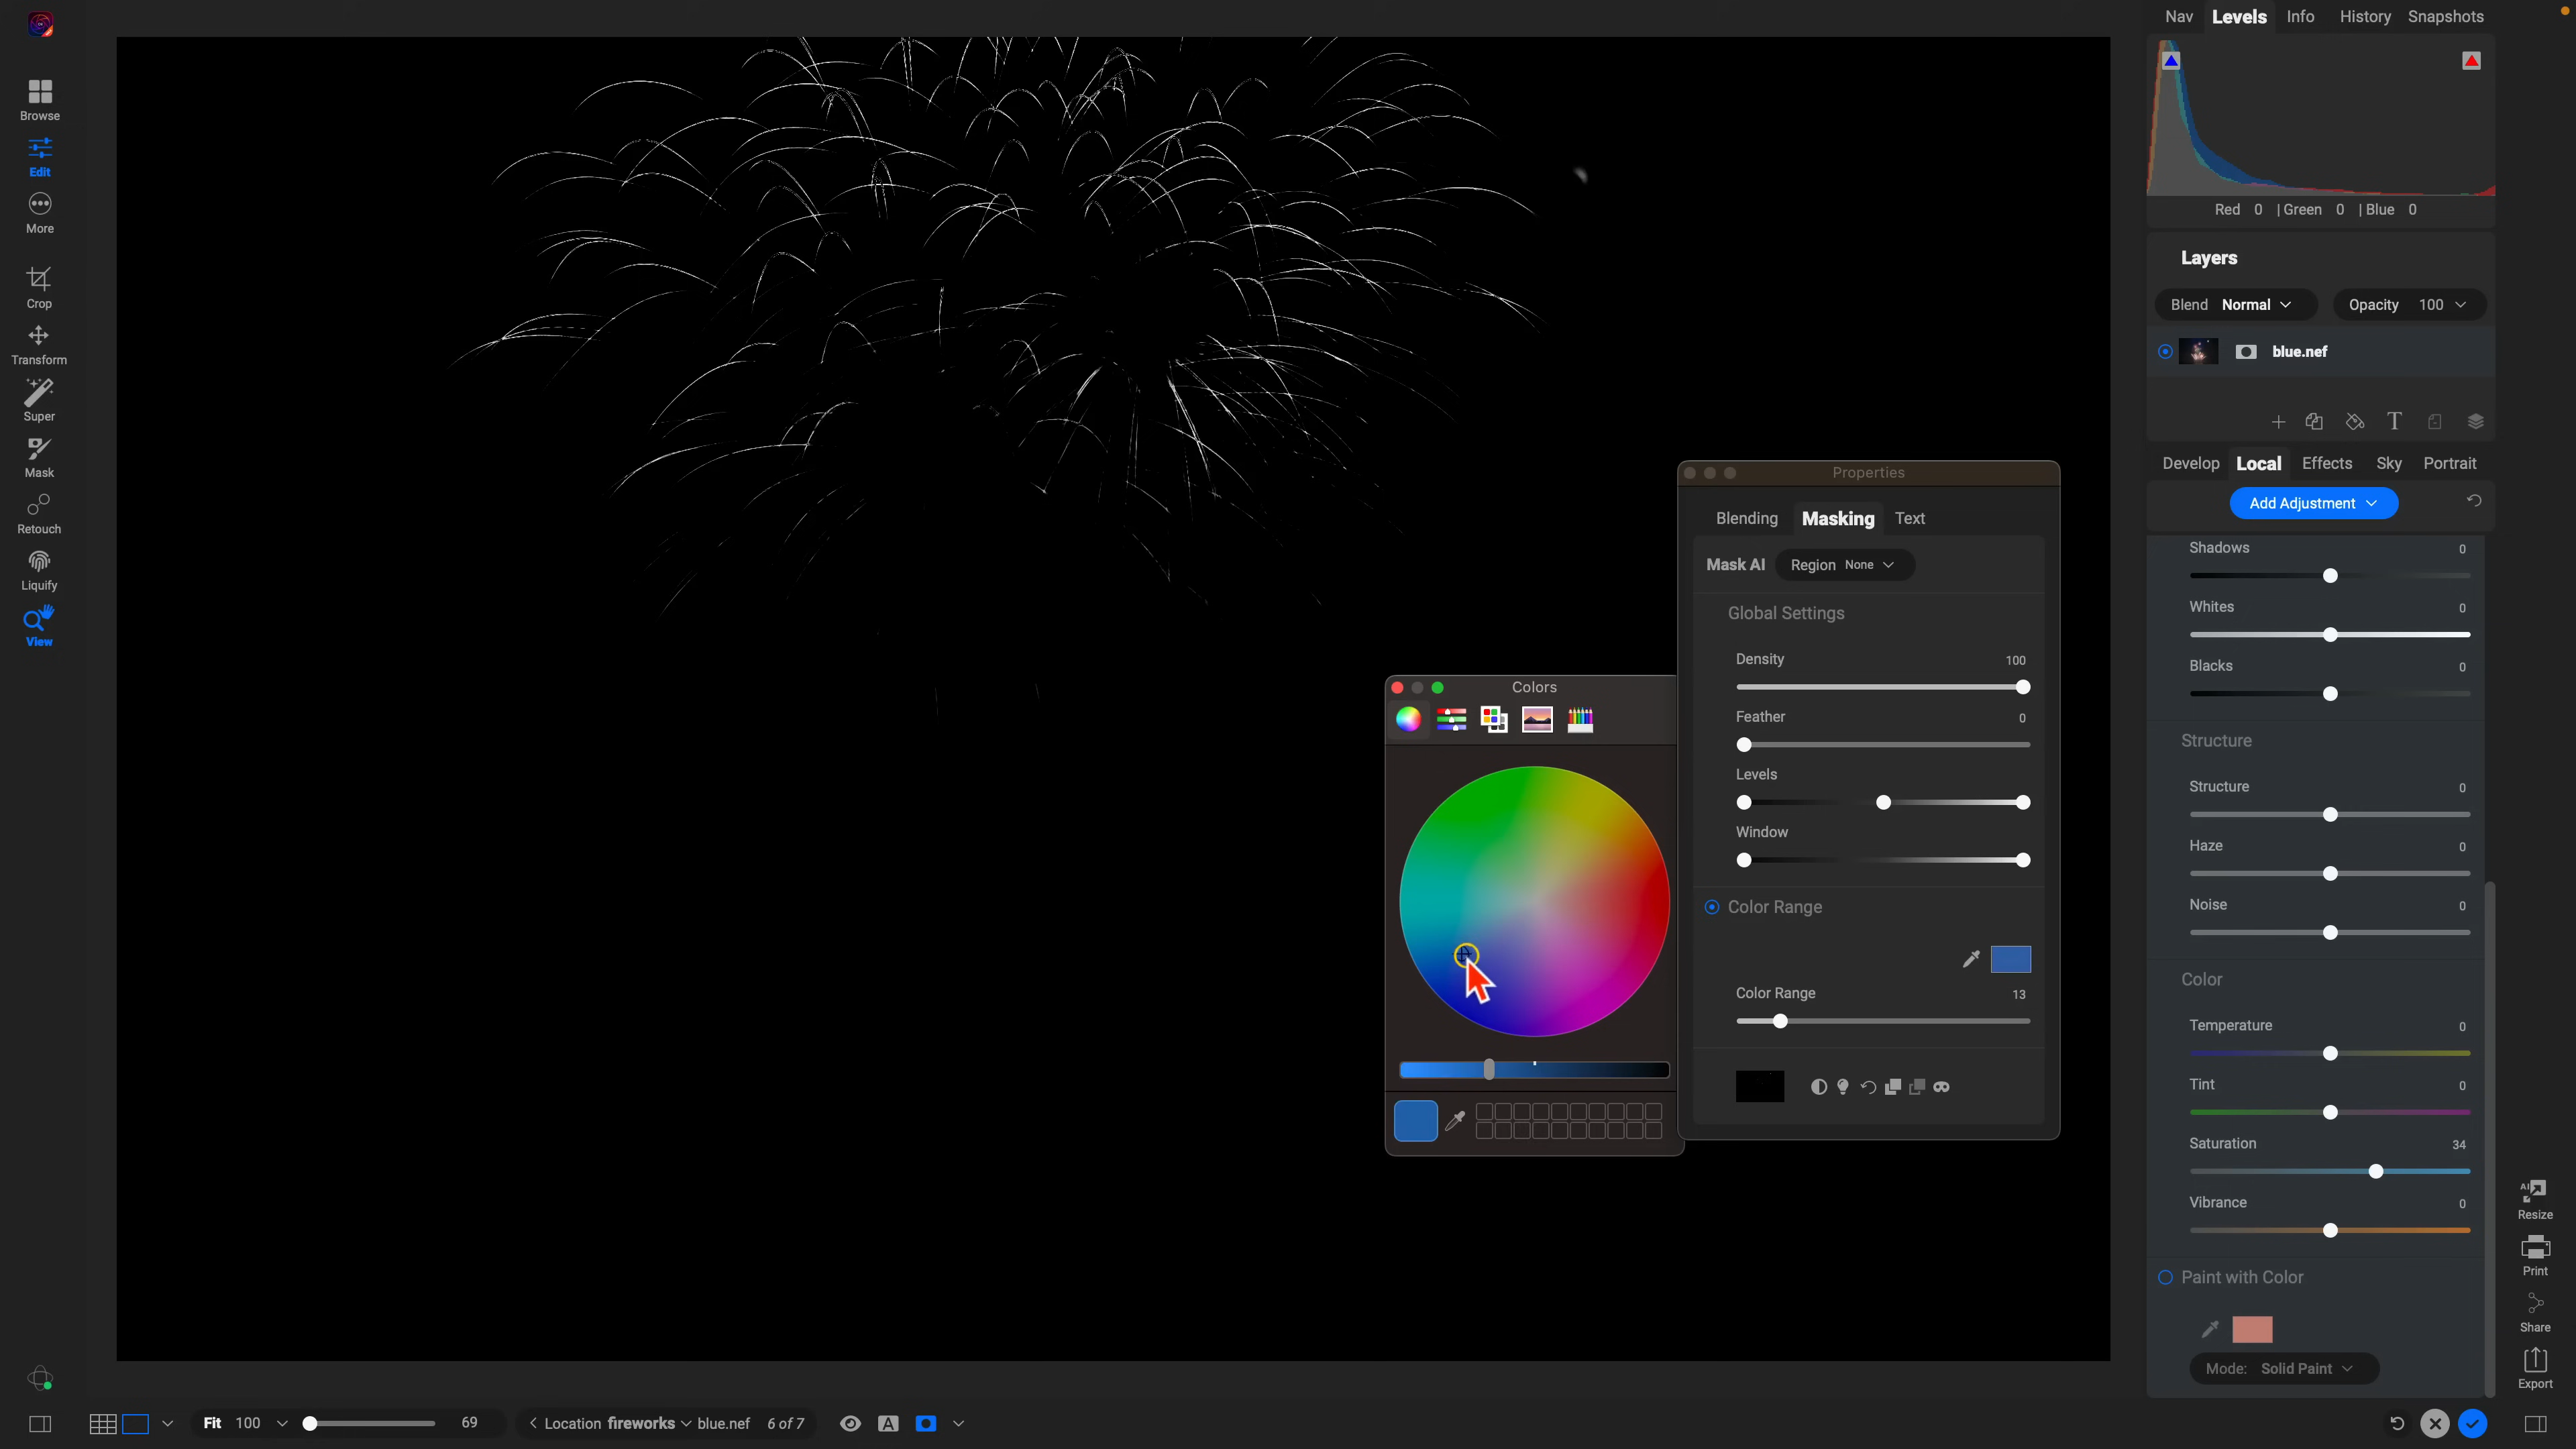 Browse
Edit
More
Crop
Transform
Super
Mask
Retouch
Liquify
View
Nav Levels Info History Snapshots
Red 0 | Green 0 | Blue 0
Layers
Blend Normal Opacity 100
blue.nef
T
Develop Local Effects Sky Portrait
Add Adjustment
Shadows 0
Whites 0
Blacks 0
Structure
Structure 0
Haze 0
Noise 0
Color
Temperature 0
Tint 0
Saturation 34
Vibrance 0
Paint with Color
Mode: Solid Paint
Properties
Blending Masking Text
Mask AI Region None
Global Settings
Density 100
Feather 0
Levels
Window
Color Range
Color Range 13
Colors
AI
Resize
Print
Share
Export
Fit 100 69 < Location fireworks blue.nef 6 of 7 A